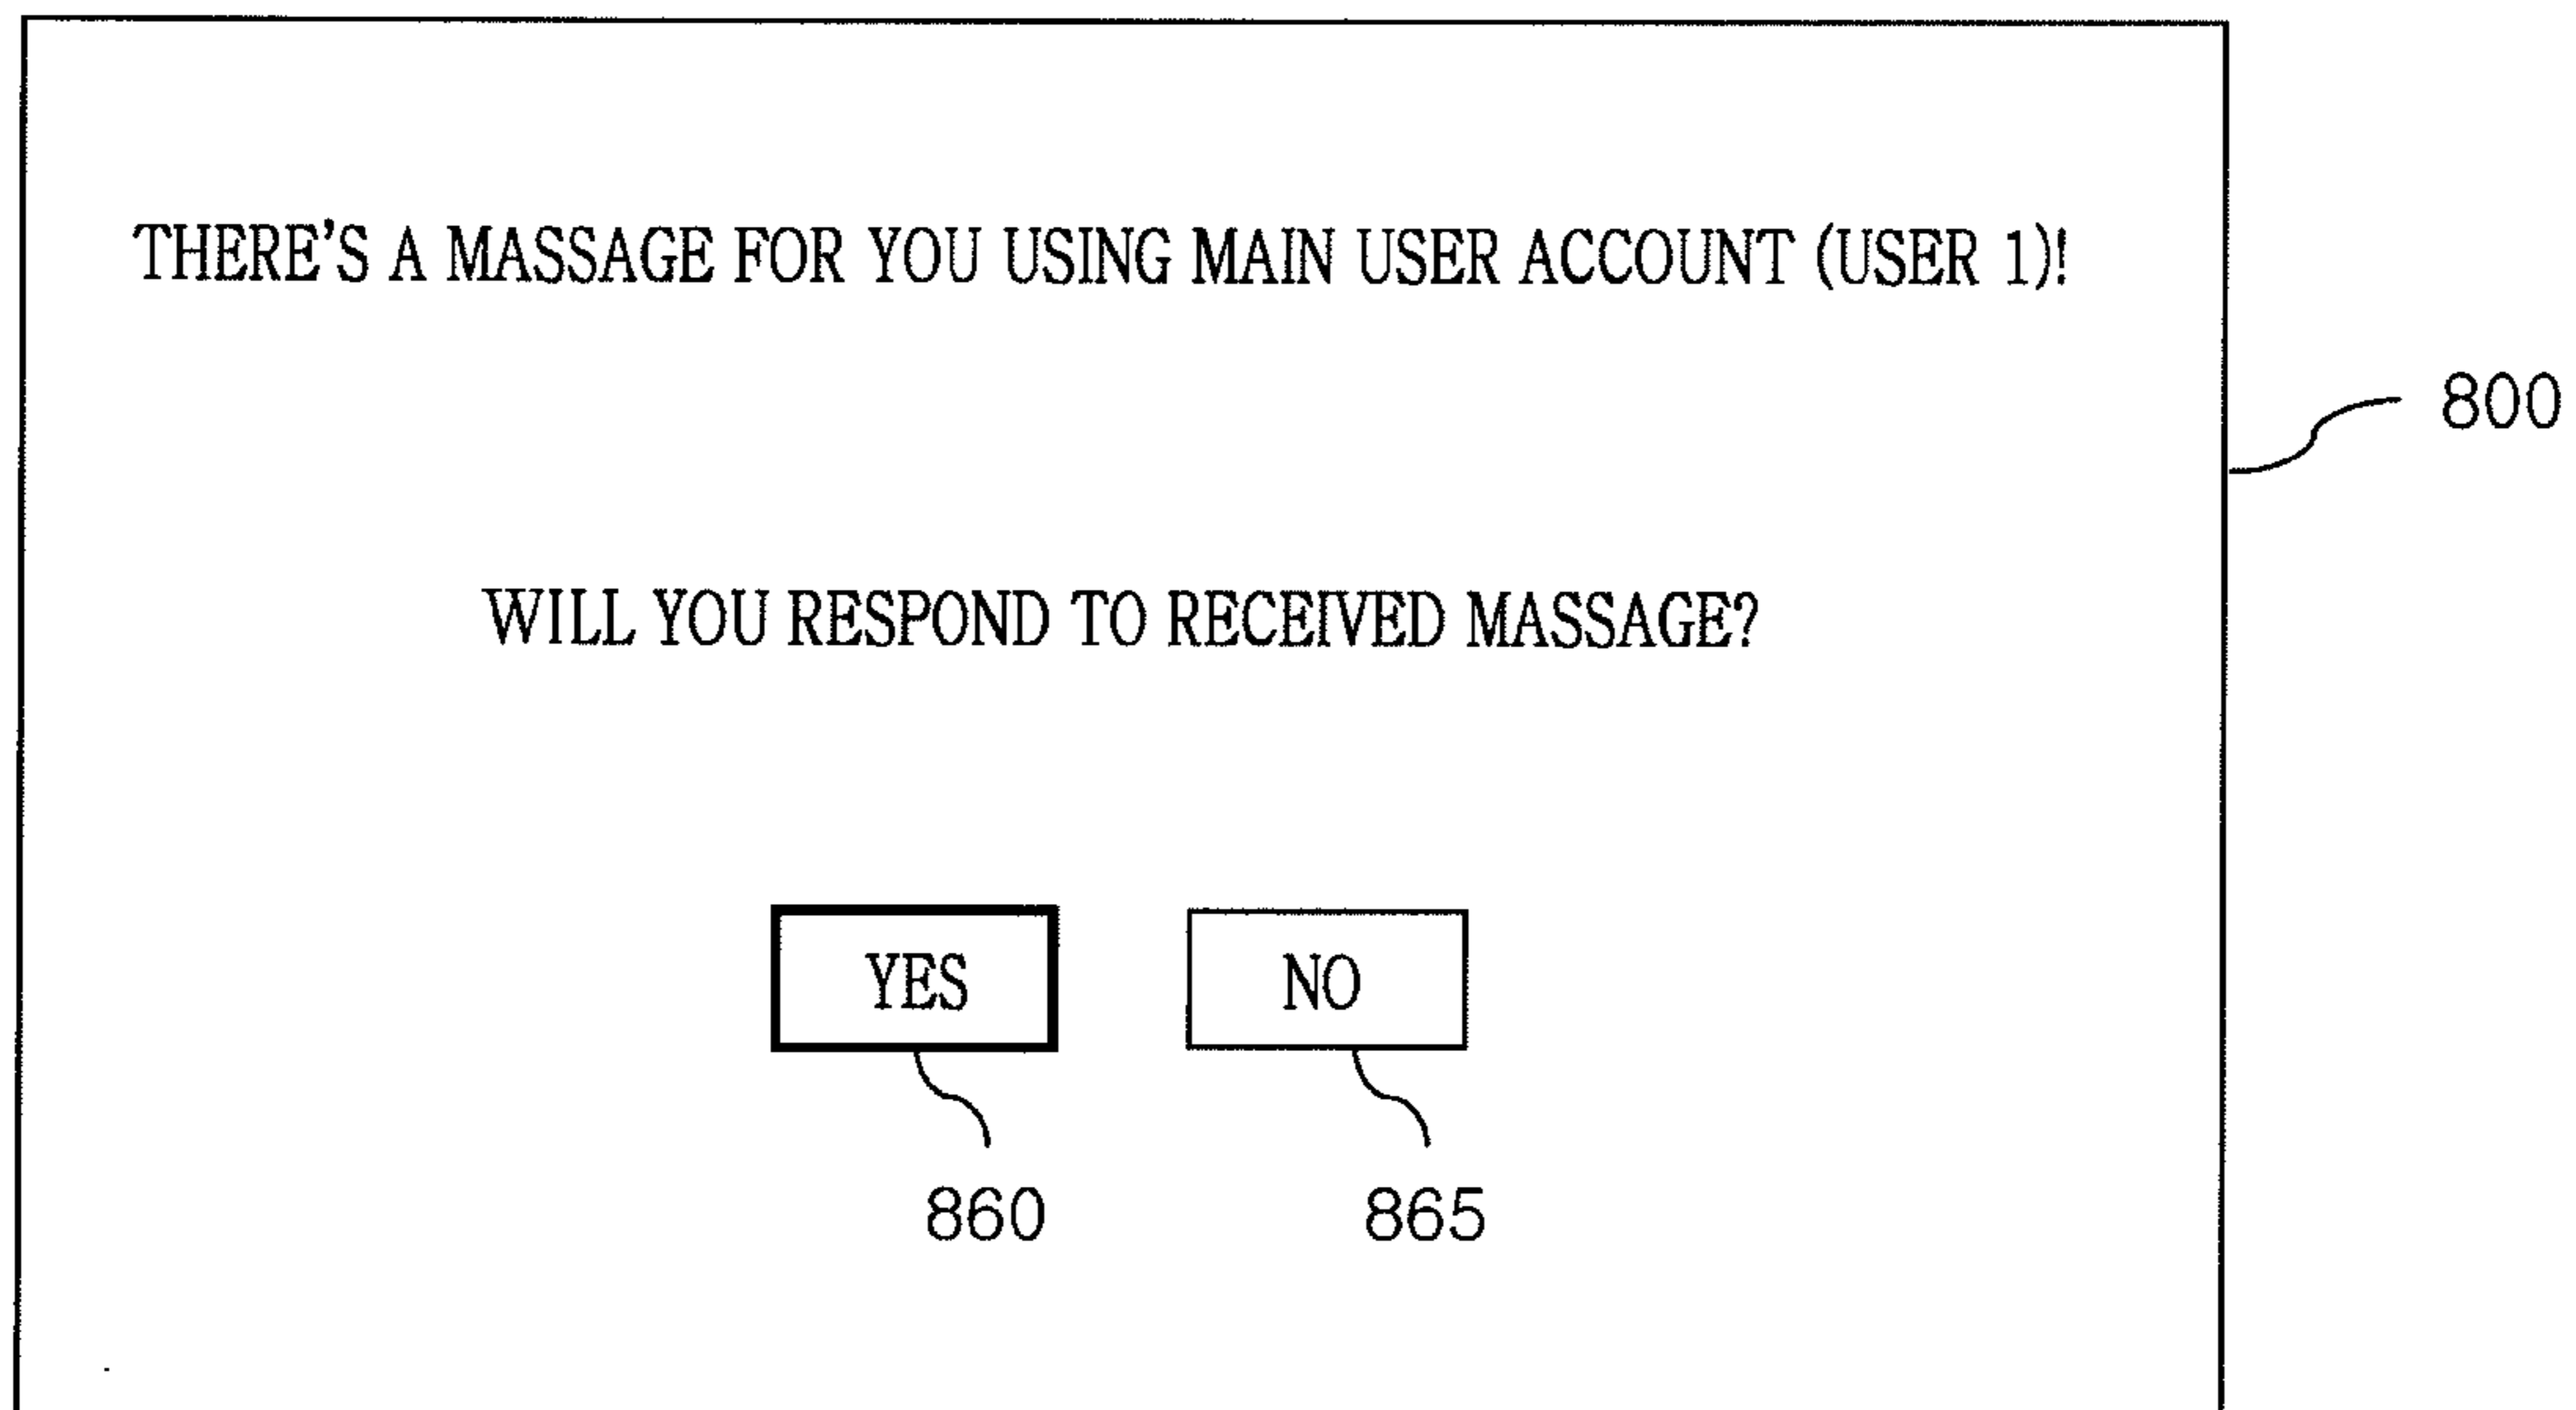 THERE'S A MASSAGE FOR YOU USING MAIN USER ACCOUNT (USER 1)!
800
WILL YOU RESPOND TO RECEIVED MASSAGE?
YES NO
860 865